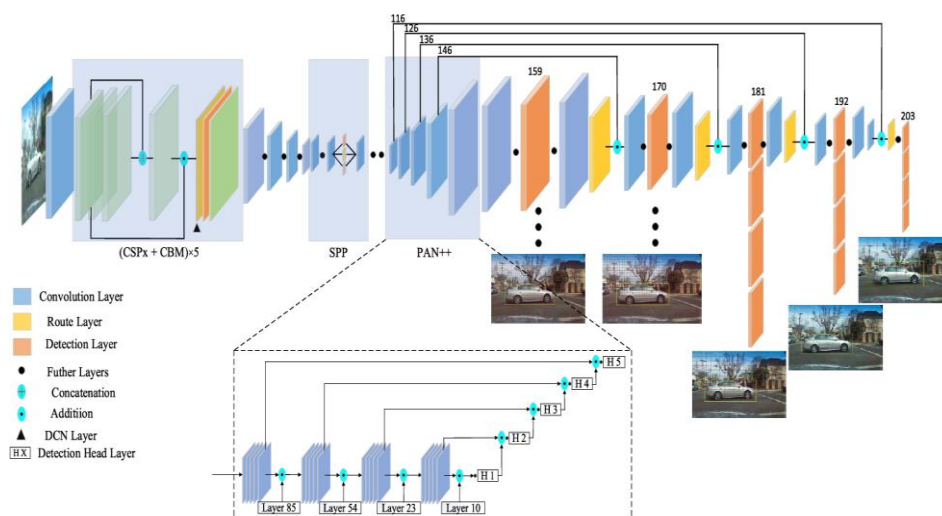 116
126
136
146
159
170
181
192
203
(CSPx + CBM)×5
SPP
PAN++
Convolution Layer
Route Layer
Detection Layer
Futher Layers
Concatenation
Additiion
DCN Layer
H X Detection Head Layer
H 5
H 4
H 3
H 2
H 1
Layer 85
Layer 54
Layer 23
Layer 10